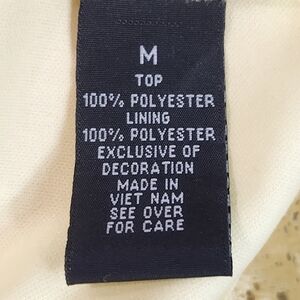 M
TOP
100% POLYESTER
LINING
100% POLYESTER
EXCLUSIVE OF
DECORATION
MADE IN
VIET NAM
SEE OVER
FOR CARE